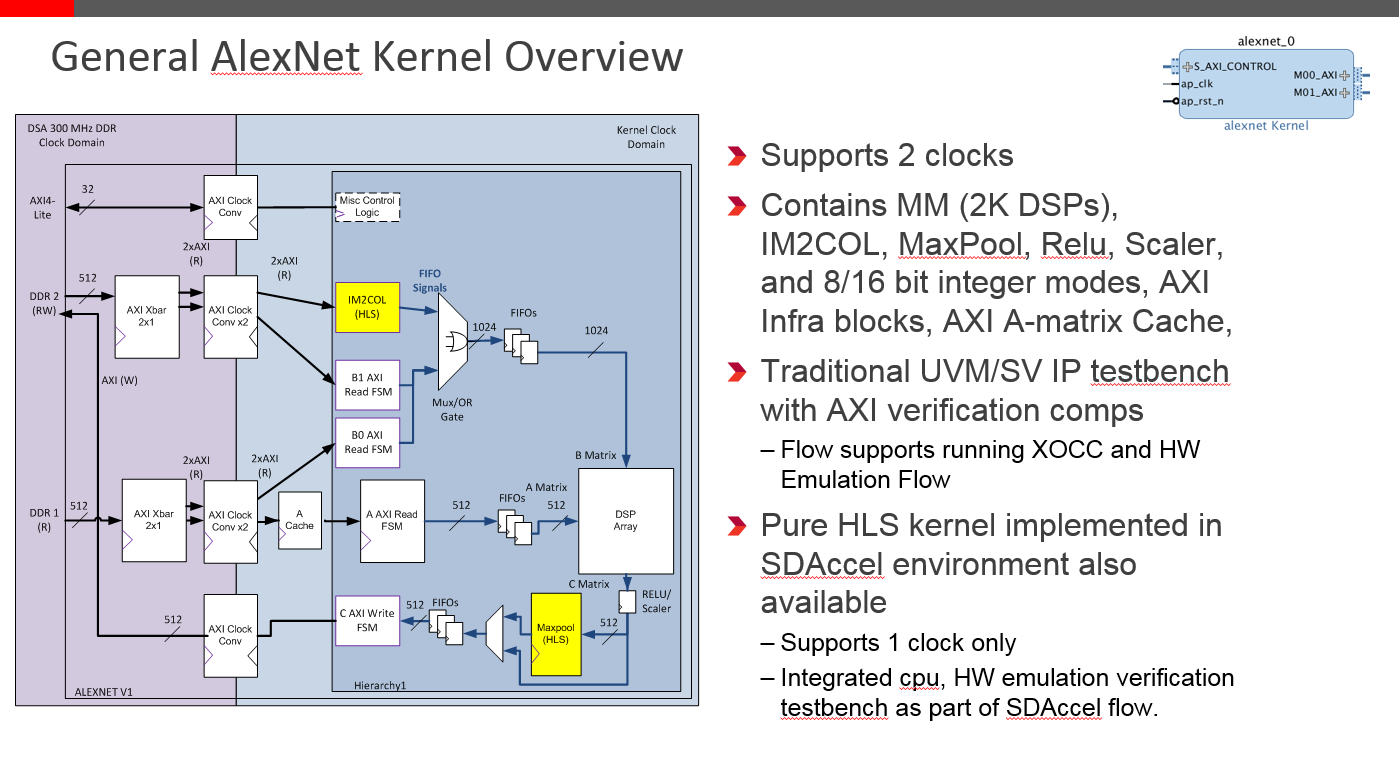 General AlexNet Kernel Overview
alexnet_0
S_AXI_CONTROL
ap_clk
ap_rst_n
M00_AXI
M01_AXI
alexnet Kernel
DSA 300 MHz DDR
Clock Domain
Kernel Clock
Domain
AXI4-
Lite
32
AXI Clock
Conv
Misc Control
Logic
2xAXI
(R)
2xAXI
(R)
DDR 2
(RW)
512
AXI Xbar
2x1
AXI Clock
Conv x2
IM2COL
(HLS)
FIFO
Signals
1024
FIFOs
1024
B1 AXI
Read FSM
Mux/OR
Gate
AXI (W)
B0 AXI
Read FSM
B Matrix
2xAXI
(R)
2xAXI
(R)
DDR 1
(R)
512
AXI Xbar
2x1
AXI Clock
Conv x2
A
Cache
A AXI Read
FSM
512
FIFOs
A Matrix
512
DSP
Array
C Matrix
RELU/
Scaler
512
AXI Clock
Conv
C AXI Write
FSM
512
FIFOs
Maxpool
(HLS)
512
ALEXNET V1
Hierarchy1
Supports 2 clocks
Contains MM (2K DSPs),
IM2COL, MaxPool, Relu, Scaler,
and 8/16 bit integer modes, AXI
Infra blocks, AXI A-matrix Cache,
Traditional UVM/SV IP testbench
with AXI verification comps
– Flow supports running XOCC and HW
Emulation Flow
Pure HLS kernel implemented in
SDAccel environment also
available
– Supports 1 clock only
– Integrated cpu, HW emulation verification
testbench as part of SDAccel flow.